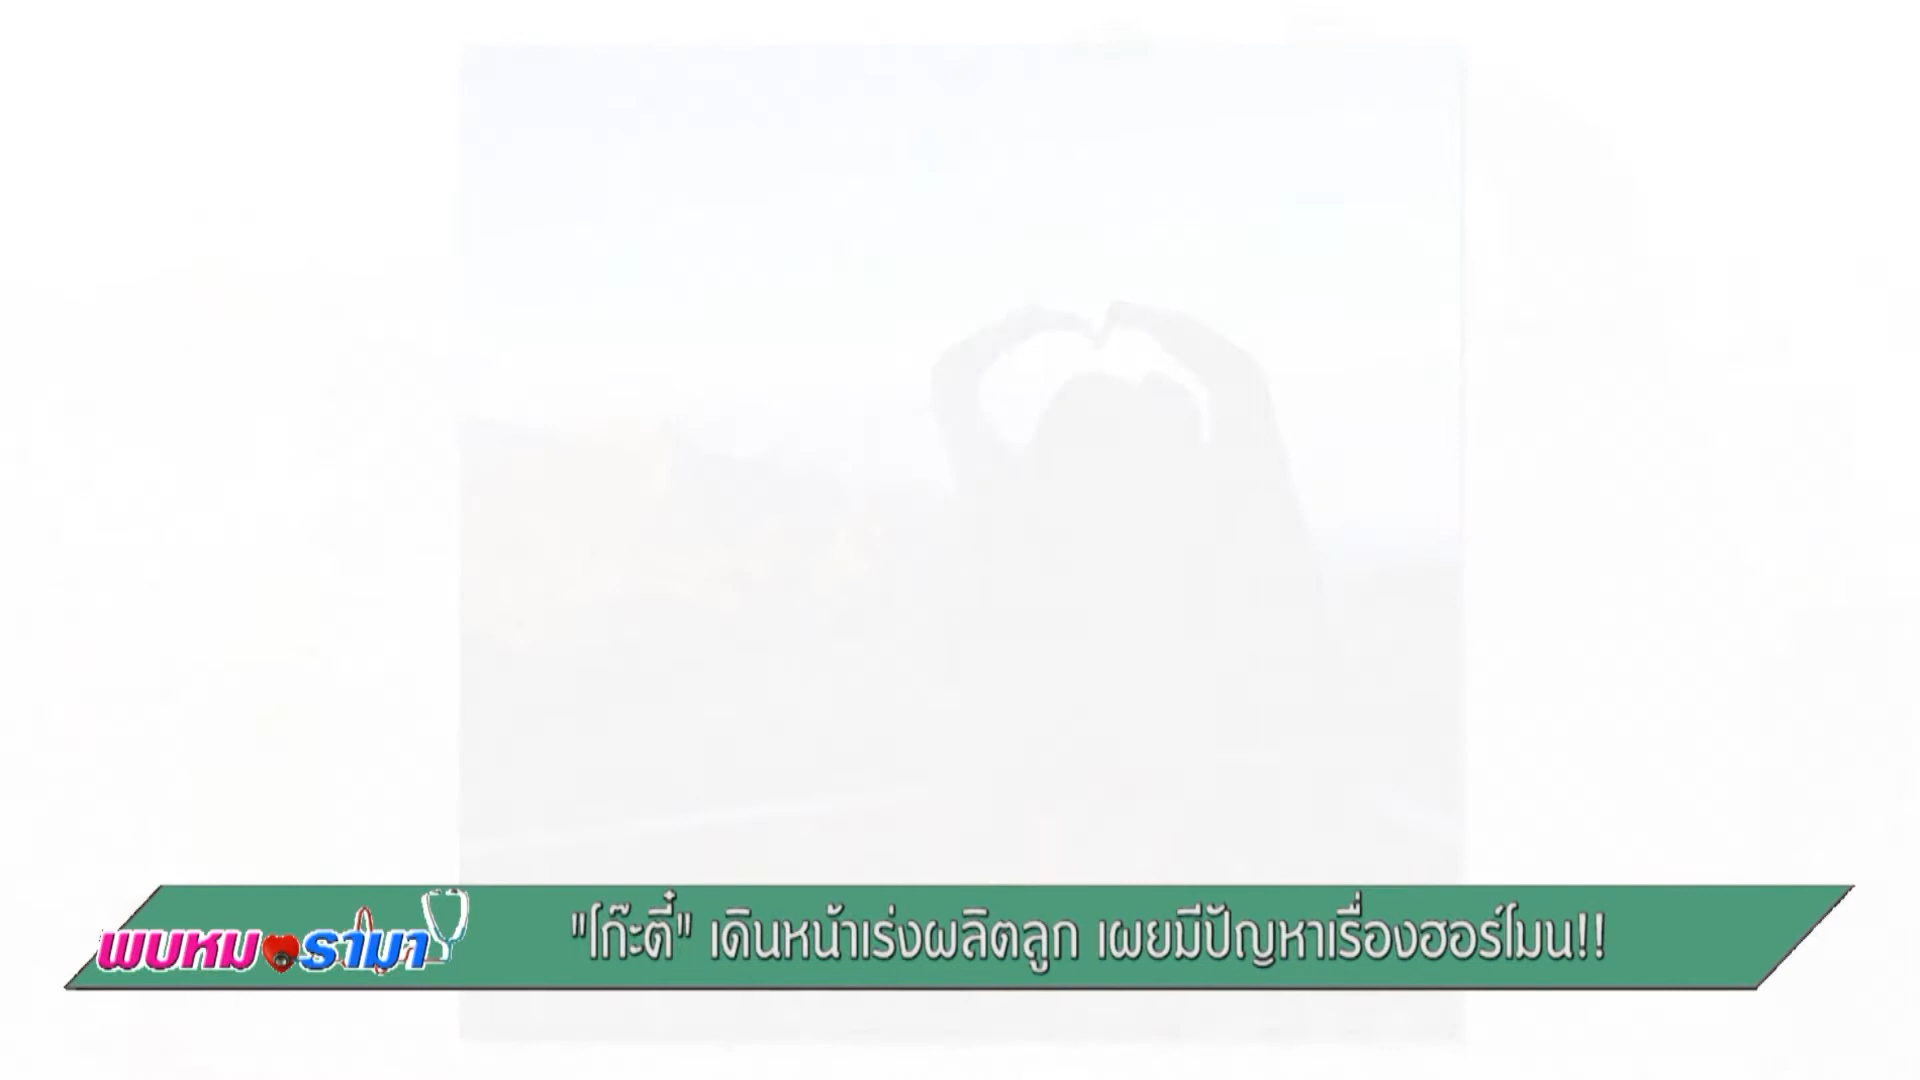 พบหมอรามา
"โก๊ะตี๋" เดินหน้าเร่งผลิตลูก เผยมีปัญหาเรื่องฮอร์โมน!!